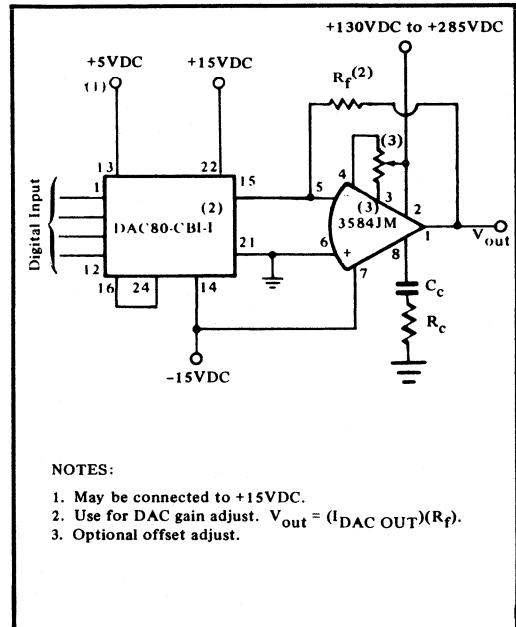 +130VDC to +285VDC
+5VDC
+15VDC
(1)
Rf(2)
(3)
13
22
15
4
5
3
1
DAC80-CBI-I
(2)
(3)
3584JM
2
1
Vout
Digital Input
21
6
+
8
7
12
16
24
14
Cc
Rc
-15VDC
NOTES:
1. May be connected to +15VDC.
2. Use for DAC gain adjust. Vout = (IDAC OUT)(Rf).
3. Optional offset adjust.